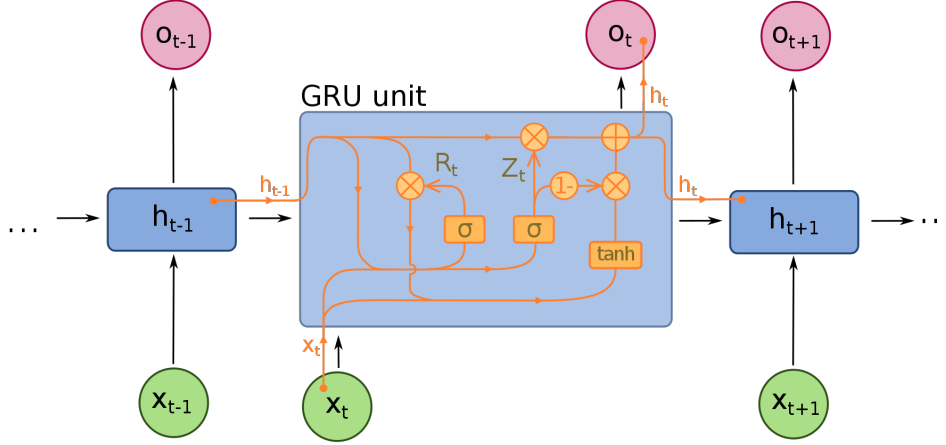 o_{t-1}
o_t
o_{t+1}
GRU unit
h_t
R_t
Z_t
h_{t-1}
1-
h_t
h_{t-1}
σ
σ
tanh
h_{t+1}
...
..
x_t
x_{t-1}
x_t
x_{t+1}